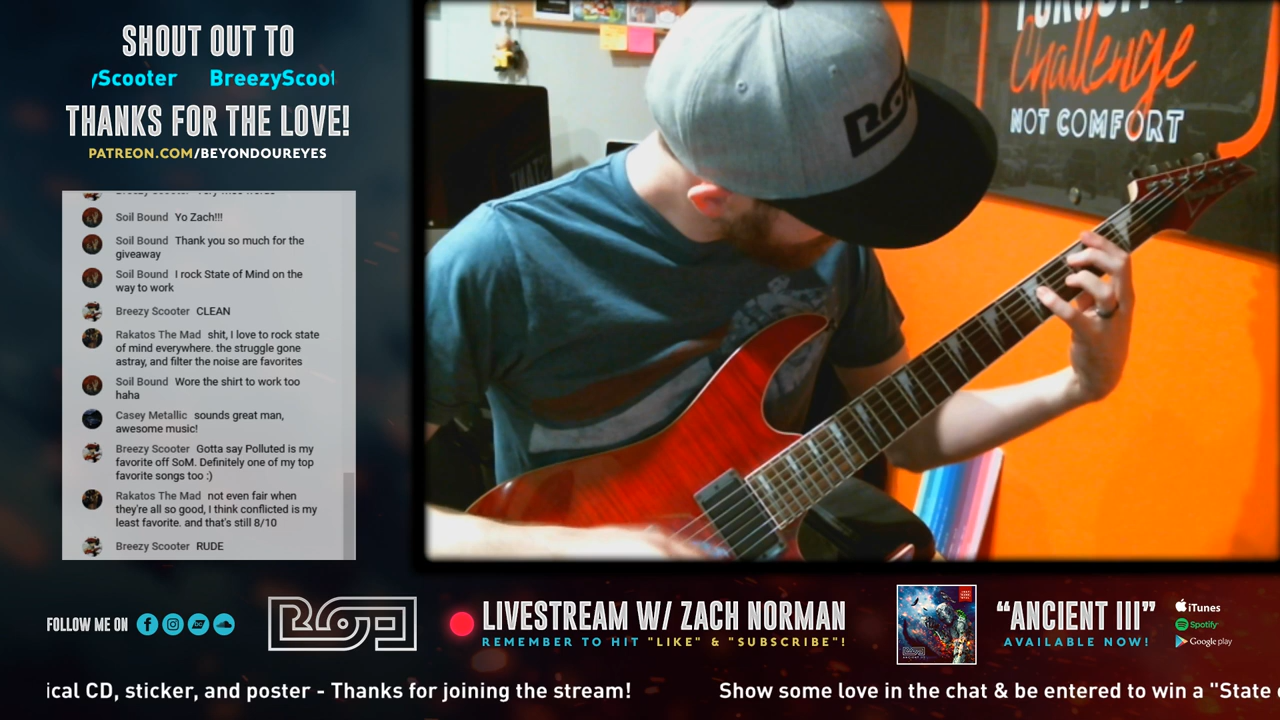 SHOUT OUT TO
yScooter BreezyScoot
THANKS FOR THE LOVE!
PATREON.COM/BEYONDOUREYES
Soil Bound Yo Zach!!!
Soil Bound Thank you so much for the
giveaway
Soil Bound I rock State of Mind on the
way to work
Breezy Scooter CLEAN
Rakatos The Mad shit, I love to rock state
of mind everywhere. the struggle gone
astray, and filter the noise are favorites
Soil Bound Wore the shirt to work too
haha
Casey Metallic sounds great man,
awesome music!
Breezy Scooter Gotta say Polluted is my
favorite off SoM. Definitely one of my top
favorite songs too :)
Rakatos The Mad not even fair when
they're all so good, I think conflicted is my
least favorite. and that's still 8/10
Breezy Scooter RUDE
Challenge
NOT COMFORT
FOLLOW ME ON
LIVESTREAM W/ ZACH NORMAN
REMEMBER TO HIT "LIKE" & "SUBSCRIBE"!
"ANCIENT III"
AVAILABLE NOW!
iTunes
Spotify
Google play
ical CD, sticker, and poster - Thanks for joining the stream! Show some love in the chat & be entered to win a "State